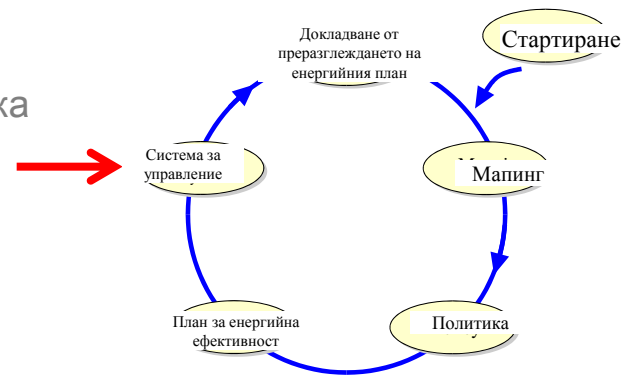 Докладване от
преразглеждането на
енергийния план
Стартиране
ка
Система за
управление
Мапинг
План за енергийна
ефективност
Политика